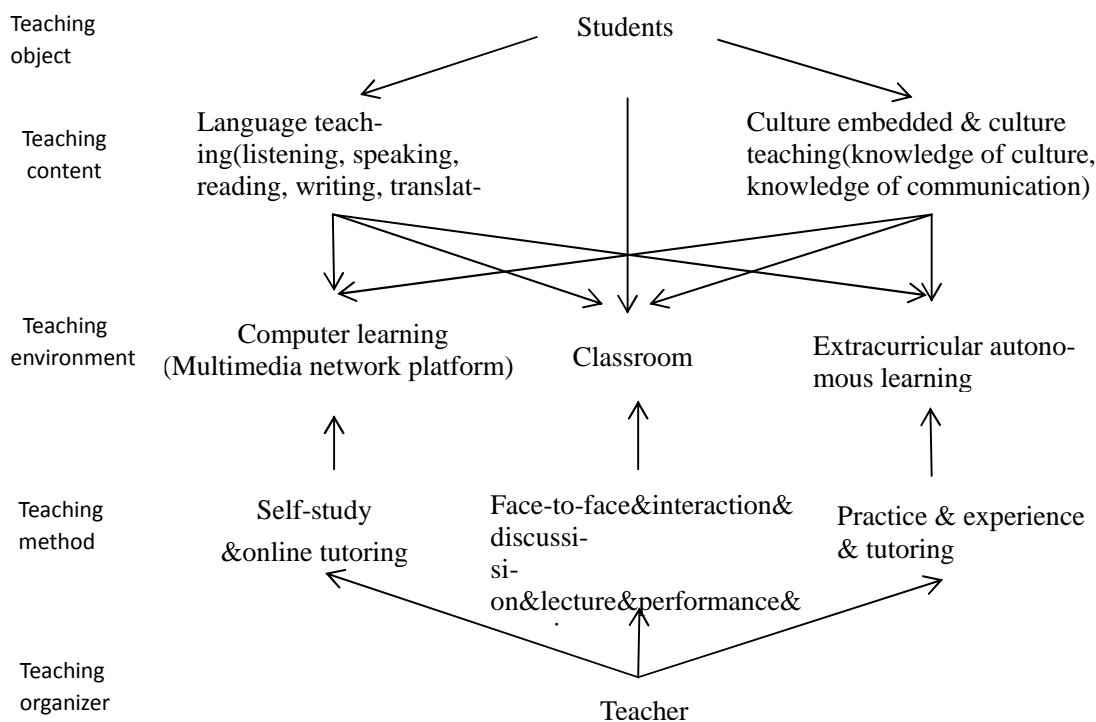 Teaching
object
Students
Teaching
content
Language teach-
ing(listening, speaking,
reading, writing, translat-
Culture embedded & culture
teaching(knowledge of culture,
knowledge of communication)
Teaching
environment
Computer learning
(Multimedia network platform)
Classroom
Extracurricular autono-
mous learning
Teaching
method
Self-study
&online tutoring
Face-to-face&interaction&
discussi-
si-
on&lecture&performance&
Practice & experience
& tutoring
Teaching
organizer
Teacher